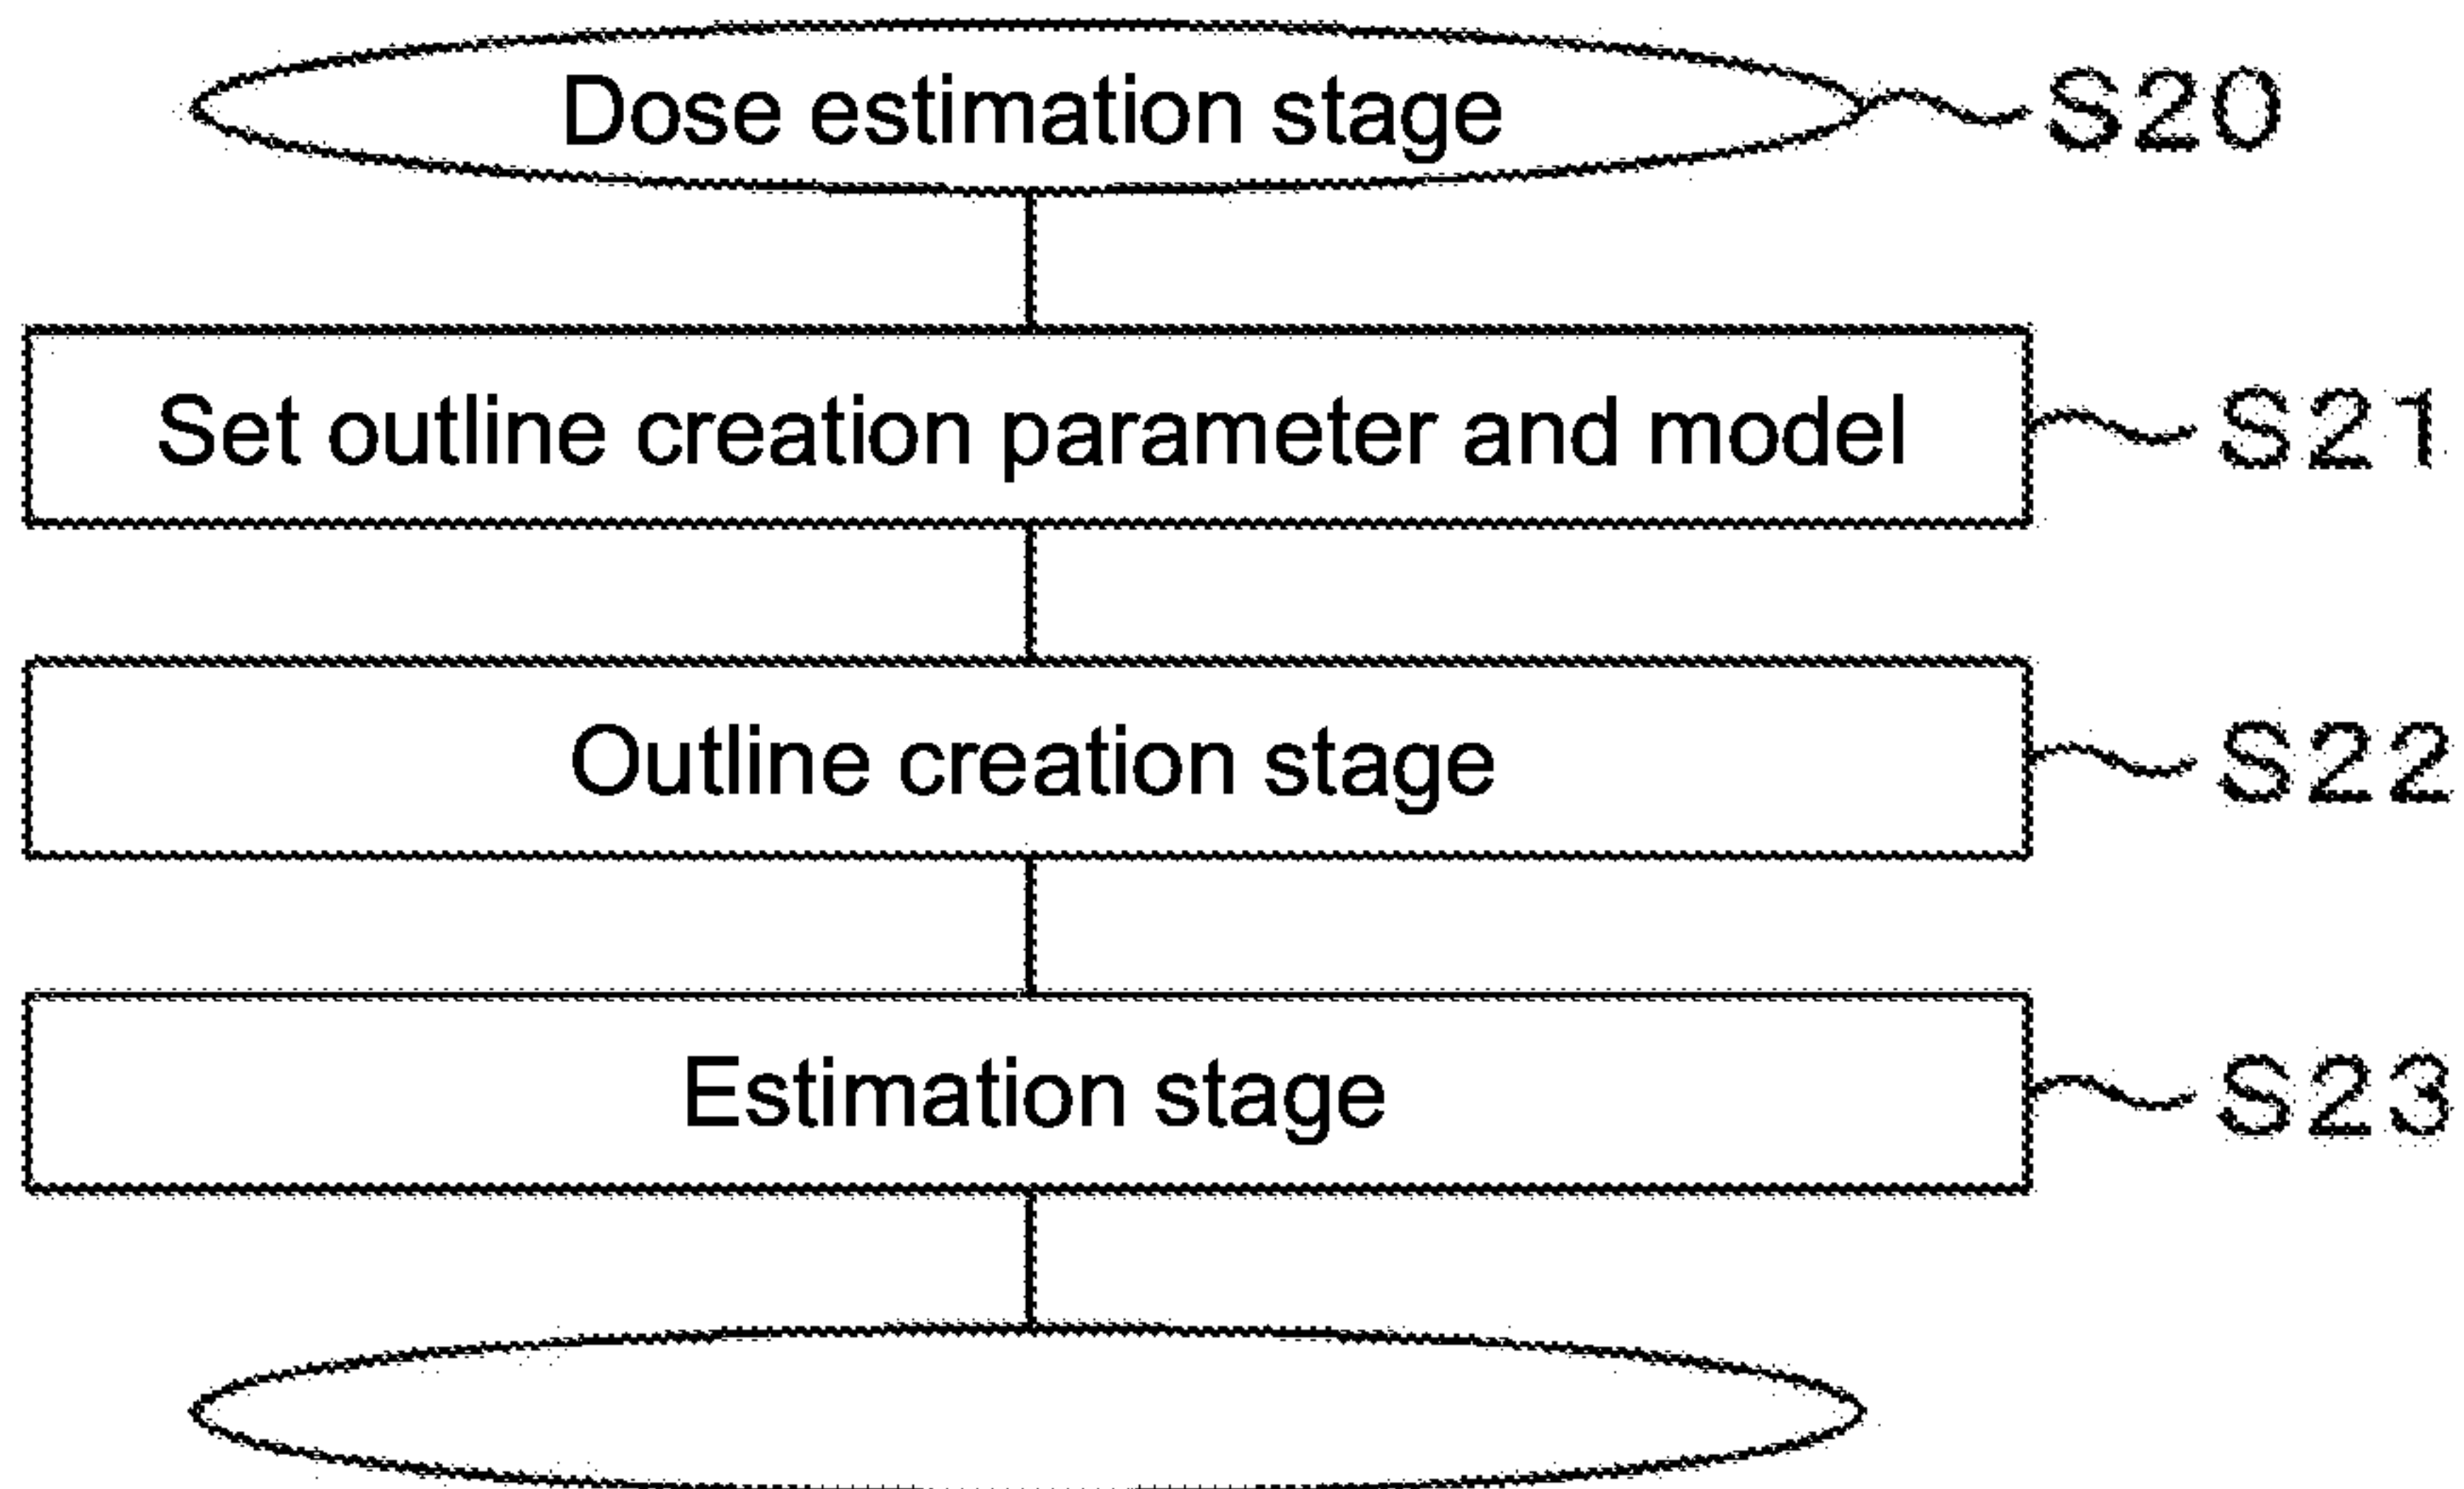 Dose estimation stage S20
Set outline creation parameter and model S21
Outline creation stage S22
Estimation stage S23